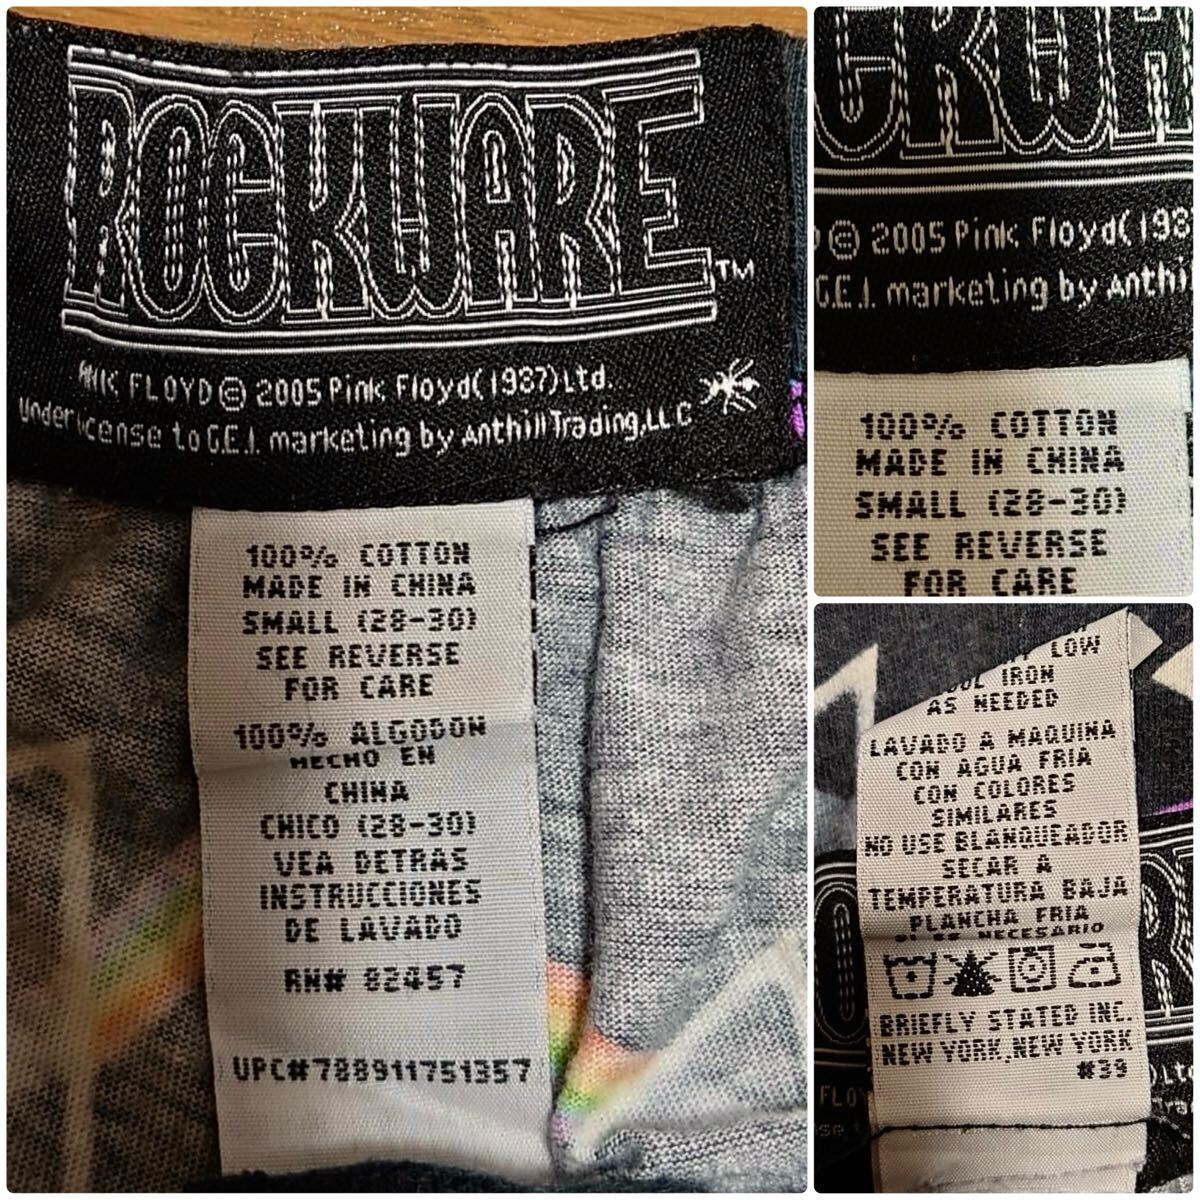 ROCKWARE
TM
FLOYD © 2005 Pink Floyd(1987)Ltd.
under license to G.E.I. marketing by Anthill Trading, LLC
100% COTTON
MADE IN CHINA
SMALL (28-30)
SEE REVERSE
FOR CARE
100% ALGODON
HECHO EN
CHINA
CHICO (28-30)
VEA DETRAS
INSTRUCCIONES
DE LAVADO
RN# 82457
UPC#788911751357
CKWA
© 2005 Pink Floyd(198
G.E.I. marketing by Anthil
100% COTTON
MADE IN CHINA
SMALL (28-30)
SEE REVERSE
FOR CARE
LOW
IRON
AS NEEDED
LAVADO A MAQUINA
CON AGUA FRIA
CON COLORES
SIMILARES
NO USE BLANQUEADOR
SECAR A
TEMPERATURA BAJA
PLANCHA FRIA
NECESARIO
BRIEFLY STATED INC.
NEW YORK, NEW YORK
#39
FLOY